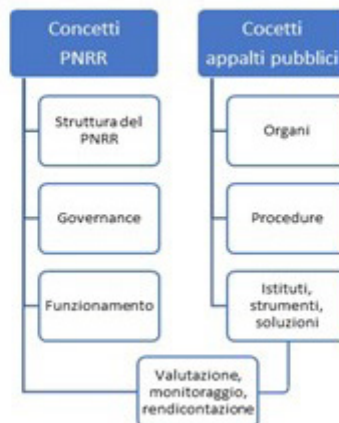 Concetti
PNRR
Struttura del
PNRR
Governance
Funzionamento
Cocetti
appalti pubblici
Organi
Procedure
Istituti,
strumenti,
soluzioni
Valutazione,
monitoraggio,
rendicontazione